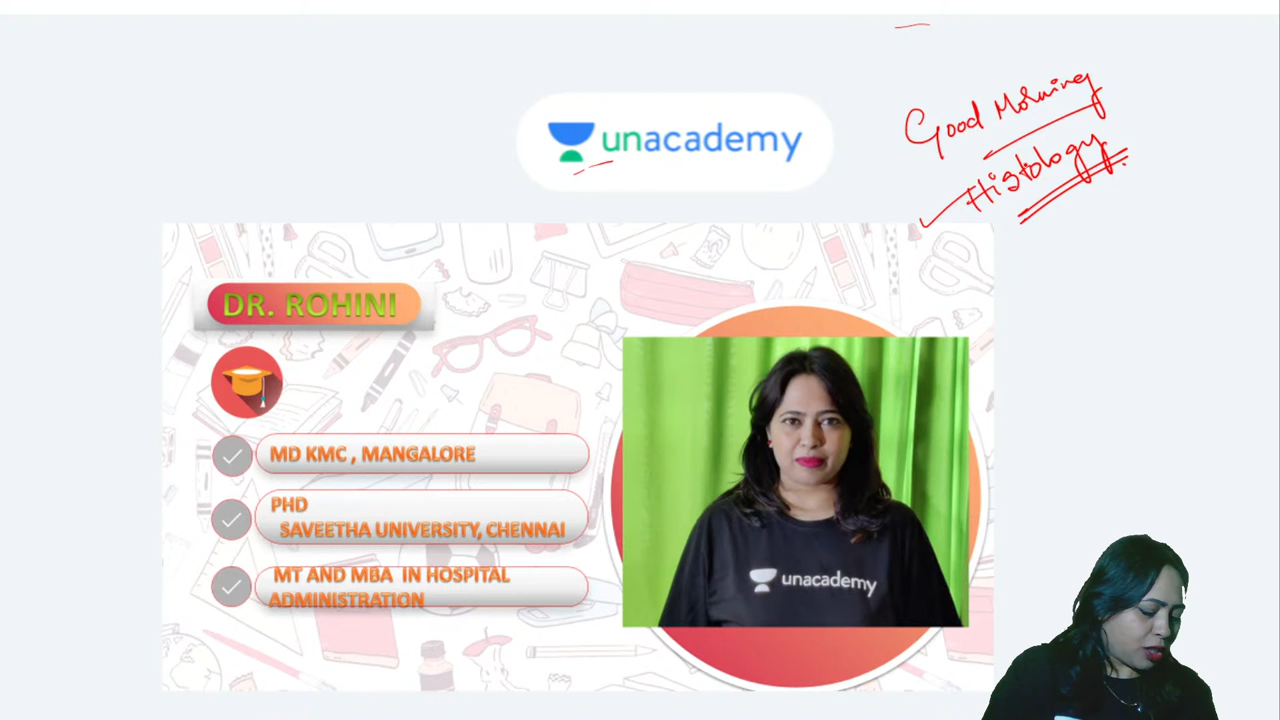 Good Morning
unacademy
Histology
DR. ROHINI
MD KMC , MANGALORE
PHD
SAVEETHA UNIVERSITY, CHENNAI
MT AND MBA IN HOSPITAL
ADMINISTRATION
unacademy